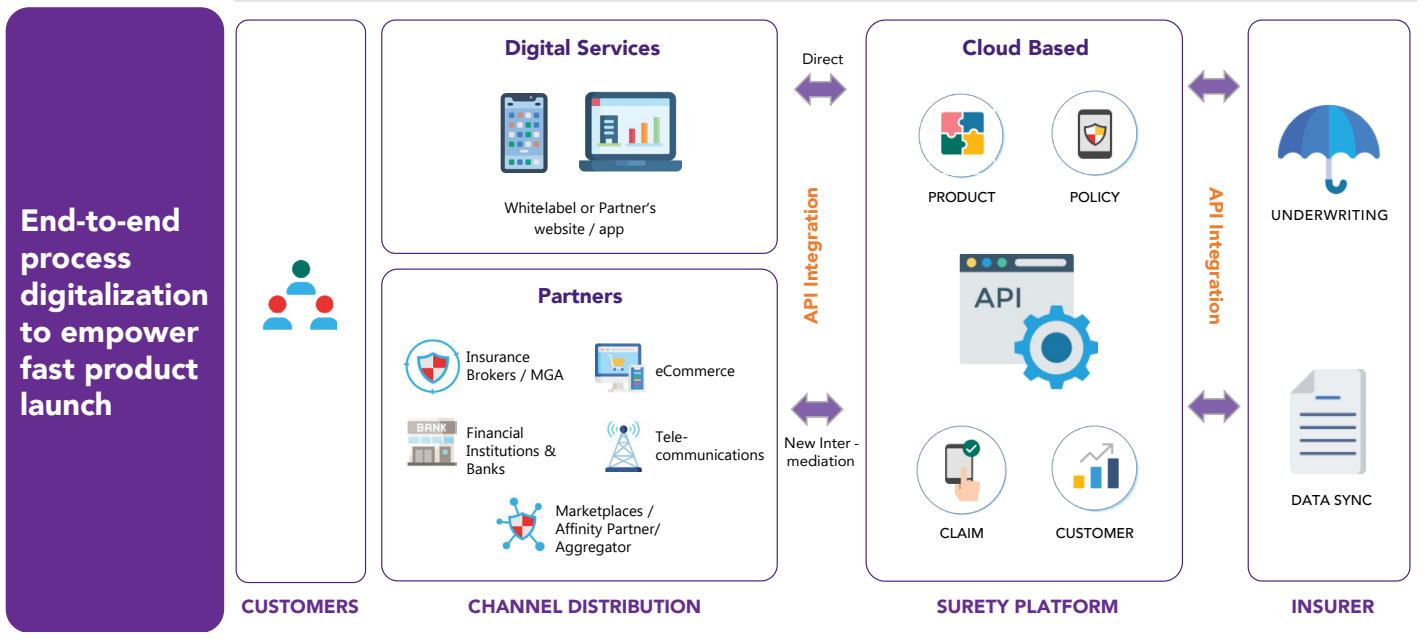 End-to-end
process
digitalization
to empower
fast product
launch
CUSTOMERS
Digital Services
White-label or Partner's
website / app
Partners
Insurance
Brokers / MGA
eCommerce
BANK
Financial
Institutions &
Banks
Tele-
communications
Marketplaces /
Affinity Partner/
Aggregator
CHANNEL DISTRIBUTION
Direct
API Integration
New Inter -
mediation
Cloud Based
PRODUCT
POLICY
API
CLAIM
CUSTOMER
SURETY PLATFORM
API Integration
UNDERWRITING
DATA SYNC
INSURER